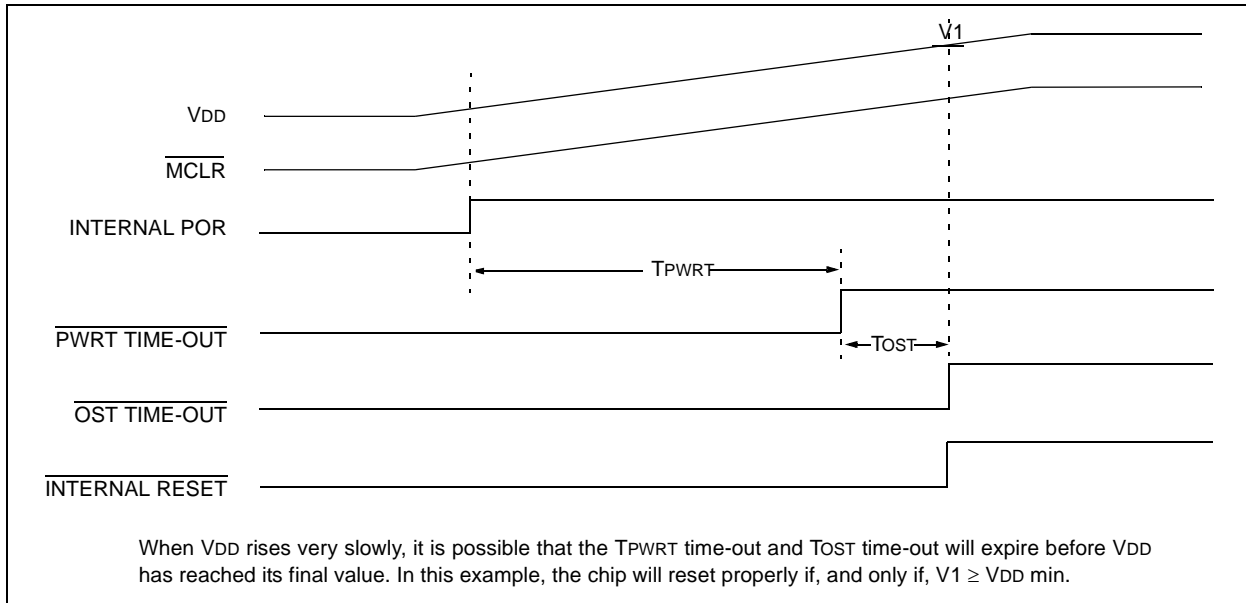 V1
VDD
MCLR
INTERNAL POR
TPWRT
PWRT TIME-OUT
TOST
OST TIME-OUT
INTERNAL RESET
When VDD rises very slowly, it is possible that the TPWRT time-out and TOST time-out will expire before VDD
has reached its final value. In this example, the chip will reset properly if, and only if, V1 ≥ VDD min.